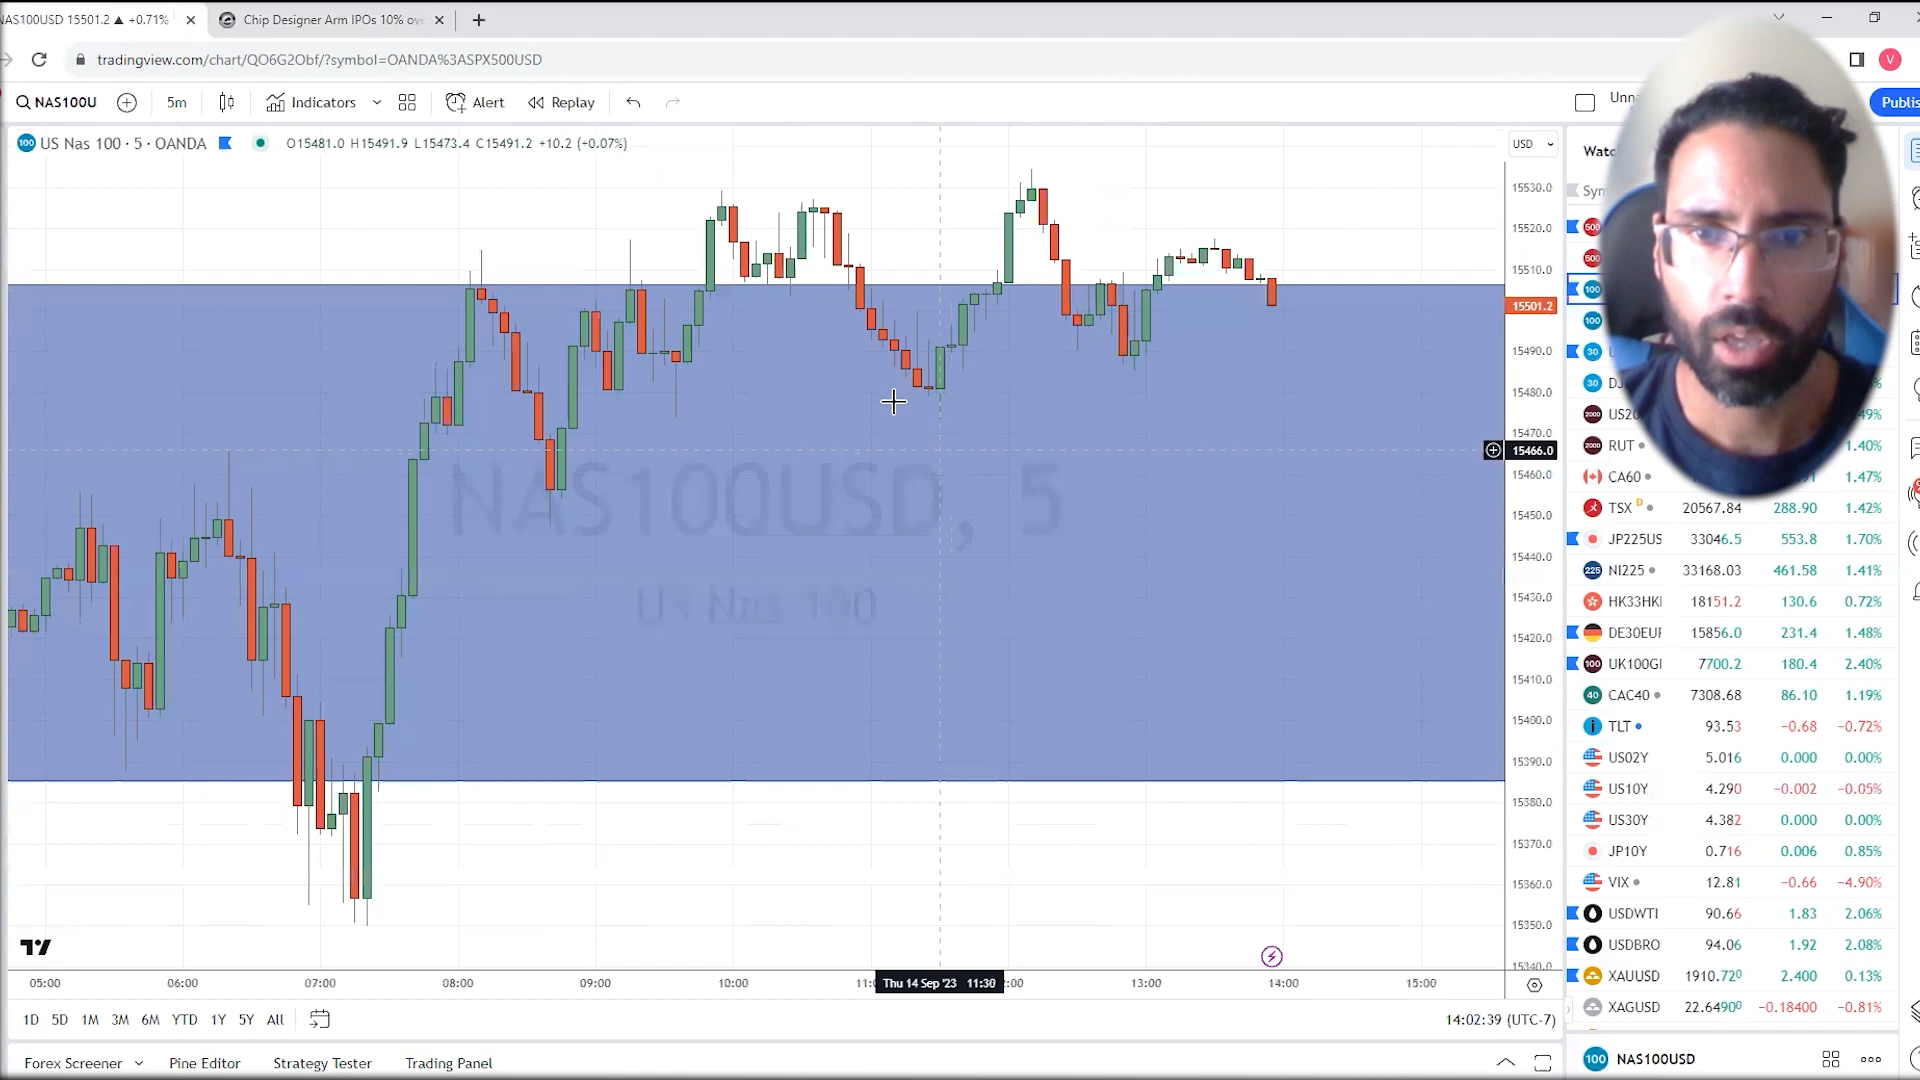 NAS100USD 15501.2 ▲ +0.71%
Chip Designer Arm IPOs 10%
tradingview.com/chart/QO6G2Obf/?symbol=OANDA%3ASPX500USD
V
NAS100U
5m
Indicators
Alert
Replay
Publis
US Nas 100 · 5 · OANDA
O15481.0 H15491.9 L15473.4 C15491.2 +10.2 (+0.07%)
USD
15530.0
15520.0
15510.0
15501.2
15490.0
15480.0
15470.0
15466.0
15460.0
15450.0
15440.0
15430.0
15420.0
15410.0
15400.0
15390.0
15380.0
15370.0
15360.0
15350.0
15340.0
NAS100USD, 5
US Nas 100
US20
RUT 1.40%
CA60 1.47%
TSX D 20567.84 288.90 1.42%
JP225US 33046.5 553.8 1.70%
NI225 33168.03 461.58 1.41%
HK33HKI 18151.2 130.6 0.72%
DE30EUF 15856.0 231.4 1.48%
UK100GI 7700.2 180.4 2.40%
CAC40 7308.68 86.10 1.19%
TLT 93.53 −0.68 −0.72%
US02Y 5.016 0.000 0.00%
US10Y 4.290 −0.002 −0.05%
US30Y 4.382 0.000 0.00%
JP10Y 0.716 0.006 0.85%
VIX 12.81 −0.66 −4.90%
USDWTI 90.66 1.83 2.06%
USDBRO 94.06 1.92 2.08%
XAUUSD 1910.720 2.400 0.13%
XAGUSD 22.6490 −0.18400 −0.81%
05:00 06:00 07:00 08:00 09:00 10:00 Thu 14 Sep '23 11:30 13:00 14:00 15:00
1D 5D 1M 3M 6M YTD 1Y 5Y All
14:02:39 (UTC-7)
Forex Screener Pine Editor Strategy Tester Trading Panel
100 NAS100USD